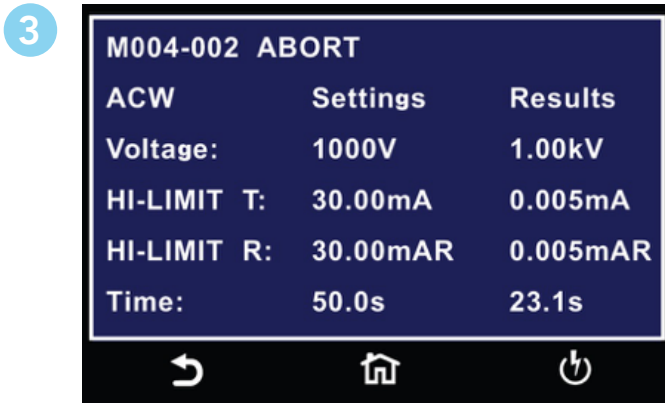 3
M004-002 ABORT
ACW Settings Results
Voltage: 1000V 1.00kV
HI-LIMIT T: 30.00mA 0.005mA
HI-LIMIT R: 30.00mAR 0.005mAR
Time: 50.0s 23.1s